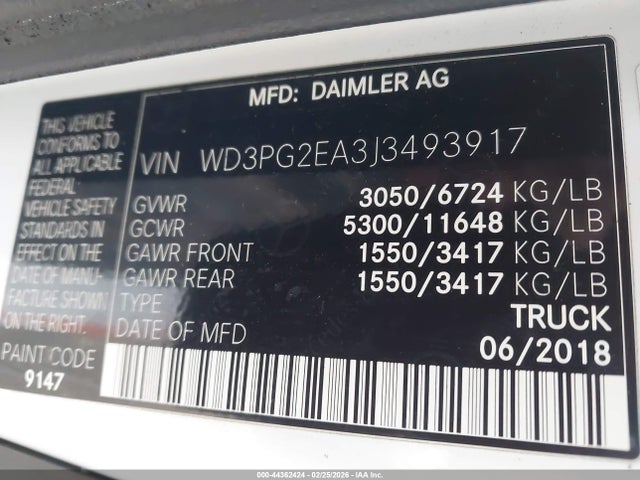 MFD: DAIMLER AG
THIS VEHICLE
CONFORMS TO
ALL APPLICABLE
FEDERAL
VEHICLE SAFETY
STANDARDS IN
EFFECT ON THE
DATE OF MANU-
FACTURE SHOWN
ON THE RIGHT.
PAINT CODE
9147
VIN WD3PG2EA3J3493917
GVWR 3050/6724 KG/LB
GCWR 5300/11648 KG/LB
GAWR FRONT 1550/3417 KG/LB
GAWR REAR 1550/3417 KG/LB
TYPE TRUCK
DATE OF MFD 06/2018
000-44382424 - 02/25/2026 - IAA Inc.